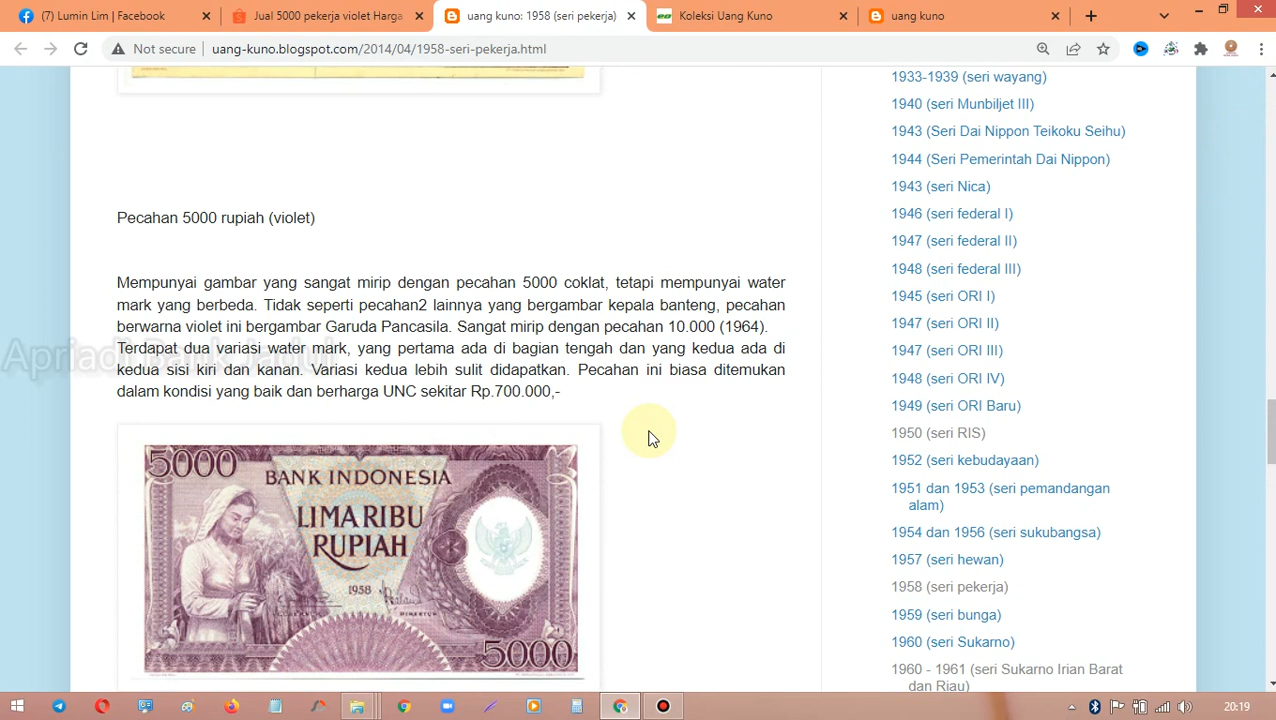 (7) Lumin Lim | Facebook
Jual 5000 pekerja violet Harga
uang kuno: 1958 (seri pekerja)
Koleksi Uang Kuno
uang kuno
Not secure
uang-kuno.blogspot.com/2014/04/1958-seri-pekerja.html
Pecahan 5000 rupiah (violet)
Mempunyai gambar yang sangat mirip dengan pecahan 5000 coklat, tetapi mempunyai water
mark yang berbeda. Tidak seperti pecahan2 lainnya yang bergambar kepala banteng, pecahan
berwarna violet ini bergambar Garuda Pancasila. Sangat mirip dengan pecahan 10.000 (1964).
Terdapat dua variasi water mark, yang pertama ada di bagian tengah dan yang kedua ada di
kedua sisi kiri dan kanan. Variasi kedua lebih sulit didapatkan. Pecahan ini biasa ditemukan
dalam kondisi yang baik dan berharga UNC sekitar Rp.700.000,-
Apriadi Bank Jadul
5000
BANK INDONESIA
LIMA RIBU
RUPIAH
1958
DIREKTUR
5000
1933-1939 (seri wayang)
1940 (seri Munbiljet III)
1943 (Seri Dai Nippon Teikoku Seihu)
1944 (Seri Pemerintah Dai Nippon)
1943 (seri Nica)
1946 (seri federal I)
1947 (seri federal II)
1948 (seri federal III)
1945 (seri ORI I)
1947 (seri ORI II)
1947 (seri ORI III)
1948 (seri ORI IV)
1949 (seri ORI Baru)
1950 (seri RIS)
1952 (seri kebudayaan)
1951 dan 1953 (seri pemandangan
alam)
1954 dan 1956 (seri sukubangsa)
1957 (seri hewan)
1958 (seri pekerja)
1959 (seri bunga)
1960 (seri Sukarno)
1960 - 1961 (seri Sukarno Irian Barat
dan Riau)
20:19